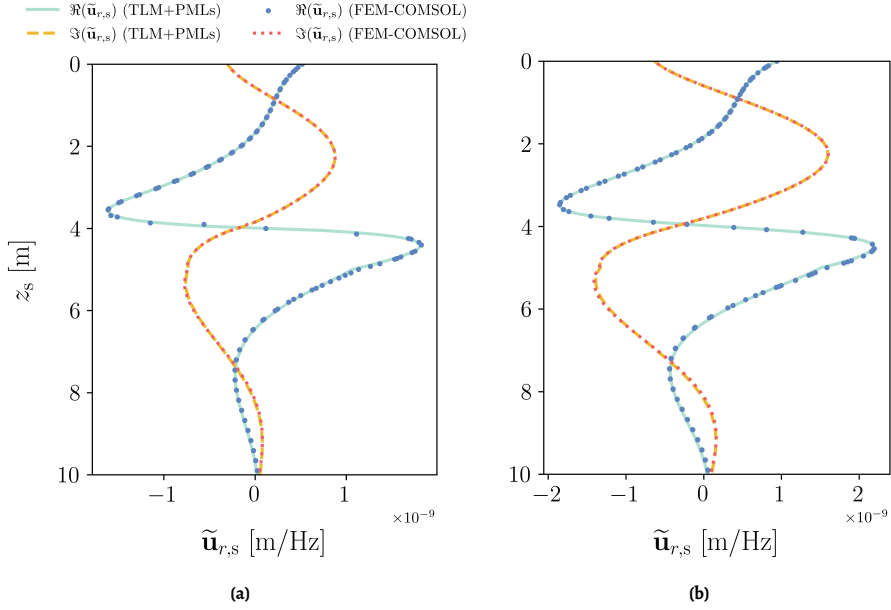 ℜ(ũ_{r,s}) (TLM+PMLs) ℜ(ũ_{r,s}) (FEM-COMSOL)
ℑ(ũ_{r,s}) (TLM+PMLs) ℑ(ũ_{r,s}) (FEM-COMSOL)
z_s [m]
0
2
4
6
8
10
−1 0 1
×10^{−9}
ũ_{r,s} [m/Hz]
(a)
0
2
4
6
8
10
−2 −1 0 1 2
×10^{−9}
ũ_{r,s} [m/Hz]
(b)